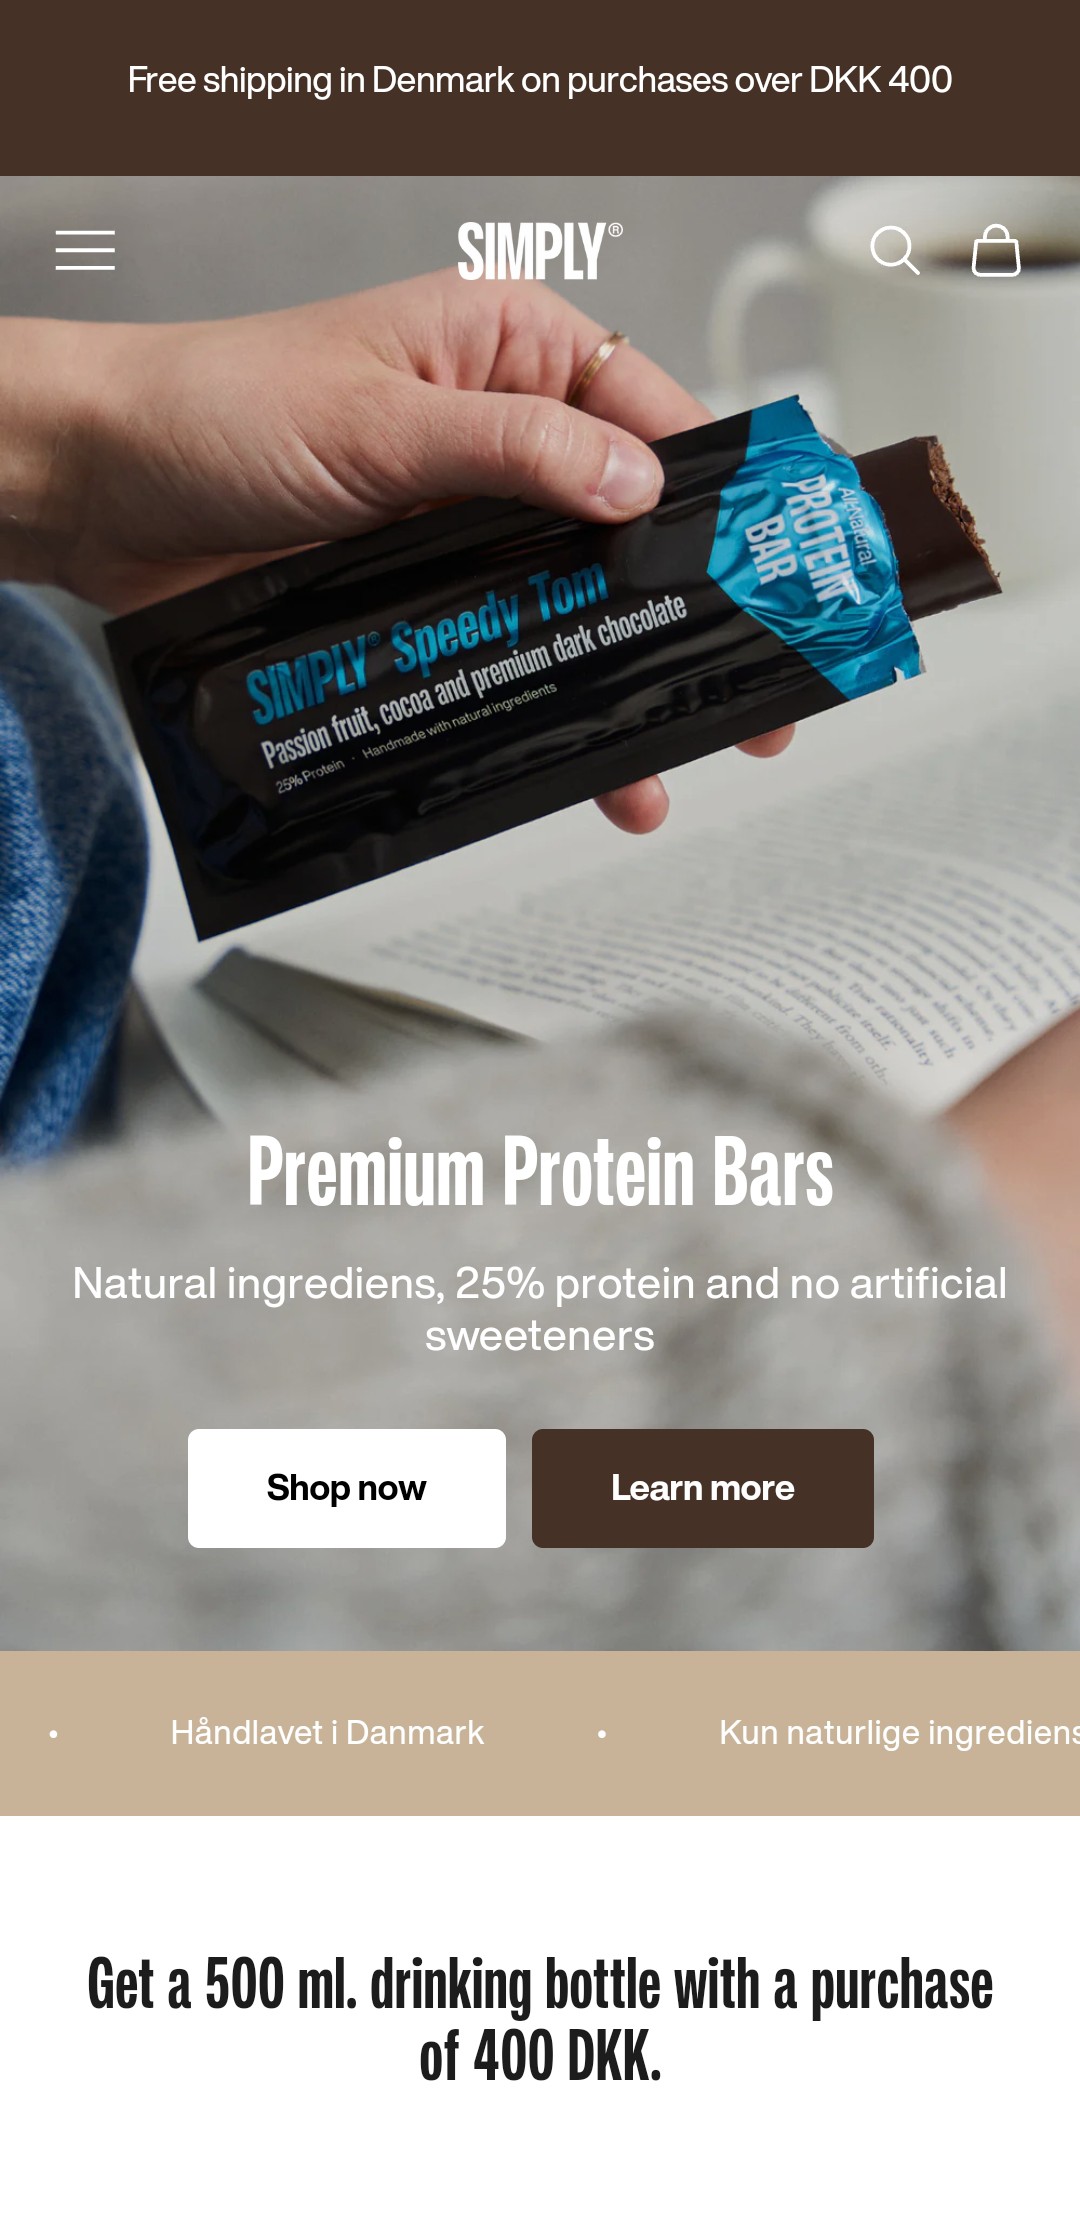 Free shipping in Denmark on purchases over DKK 400
SIMPLY®
All-Natural
PROTEIN
BAR
SIMPLY® Speedy Tom
Passion fruit, cocoa and premium dark chocolate
25% Protein · Handmade with natural ingredients
true rationality
Premium Protein Bars
Natural ingrediens, 25% protein and no artificial
sweeteners
Shop now
Learn more
• Håndlavet i Danmark • Kun naturlige ingrediens
Get a 500 ml. drinking bottle with a purchase
of 400 DKK.